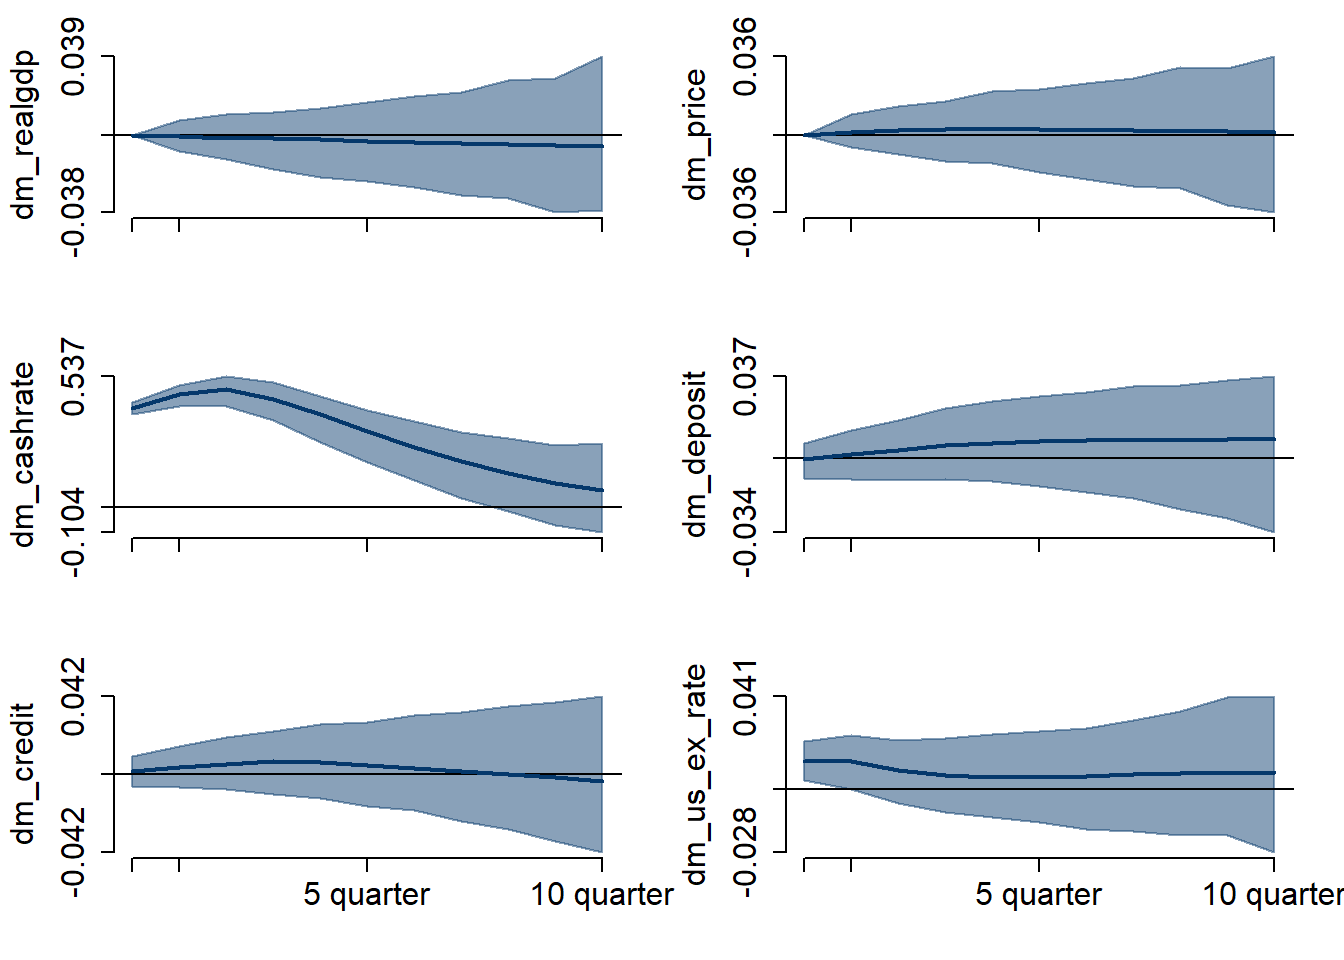 dm_realgdp
0.039
-0.038
dm_price
0.036
-0.036
dm_cashrate
0.537
-0.104
dm_deposit
0.037
-0.034
dm_credit
0.042
-0.042
5 quarter
10 quarter
dm_us_ex_rate
0.041
-0.028
5 quarter
10 quarter